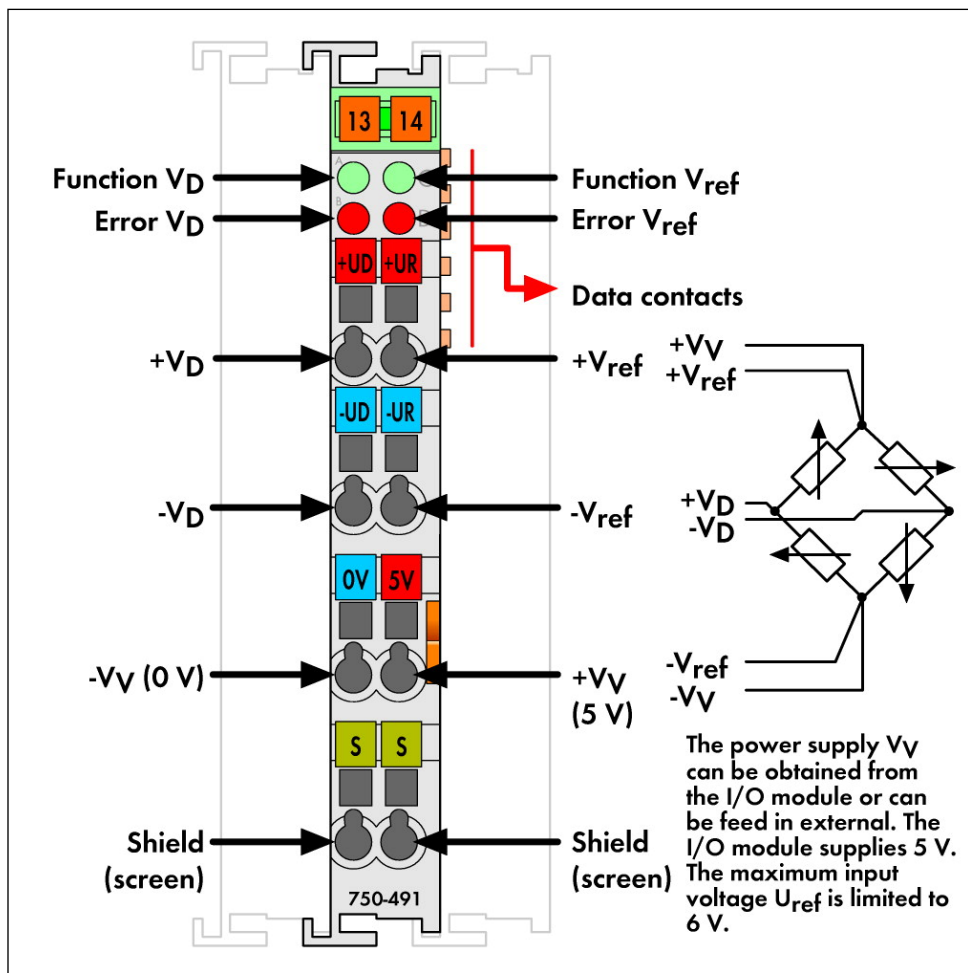 13 14
A C
Function VD
Function Vref
B D
Error VD
Error Vref
+UD +UR
Data contacts
+VD
+Vref
-UD -UR
-VD
-Vref
0V 5V
-VV (0 V)
+VV
(5 V)
S S
Shield
(screen)
Shield
(screen)
750-491
+VV
+Vref
+VD
-VD
-Vref
-VV
The power supply VV
can be obtained from
the I/O module or can
be feed in external. The
I/O module supplies 5 V.
The maximum input
voltage Uref is limited to
6 V.